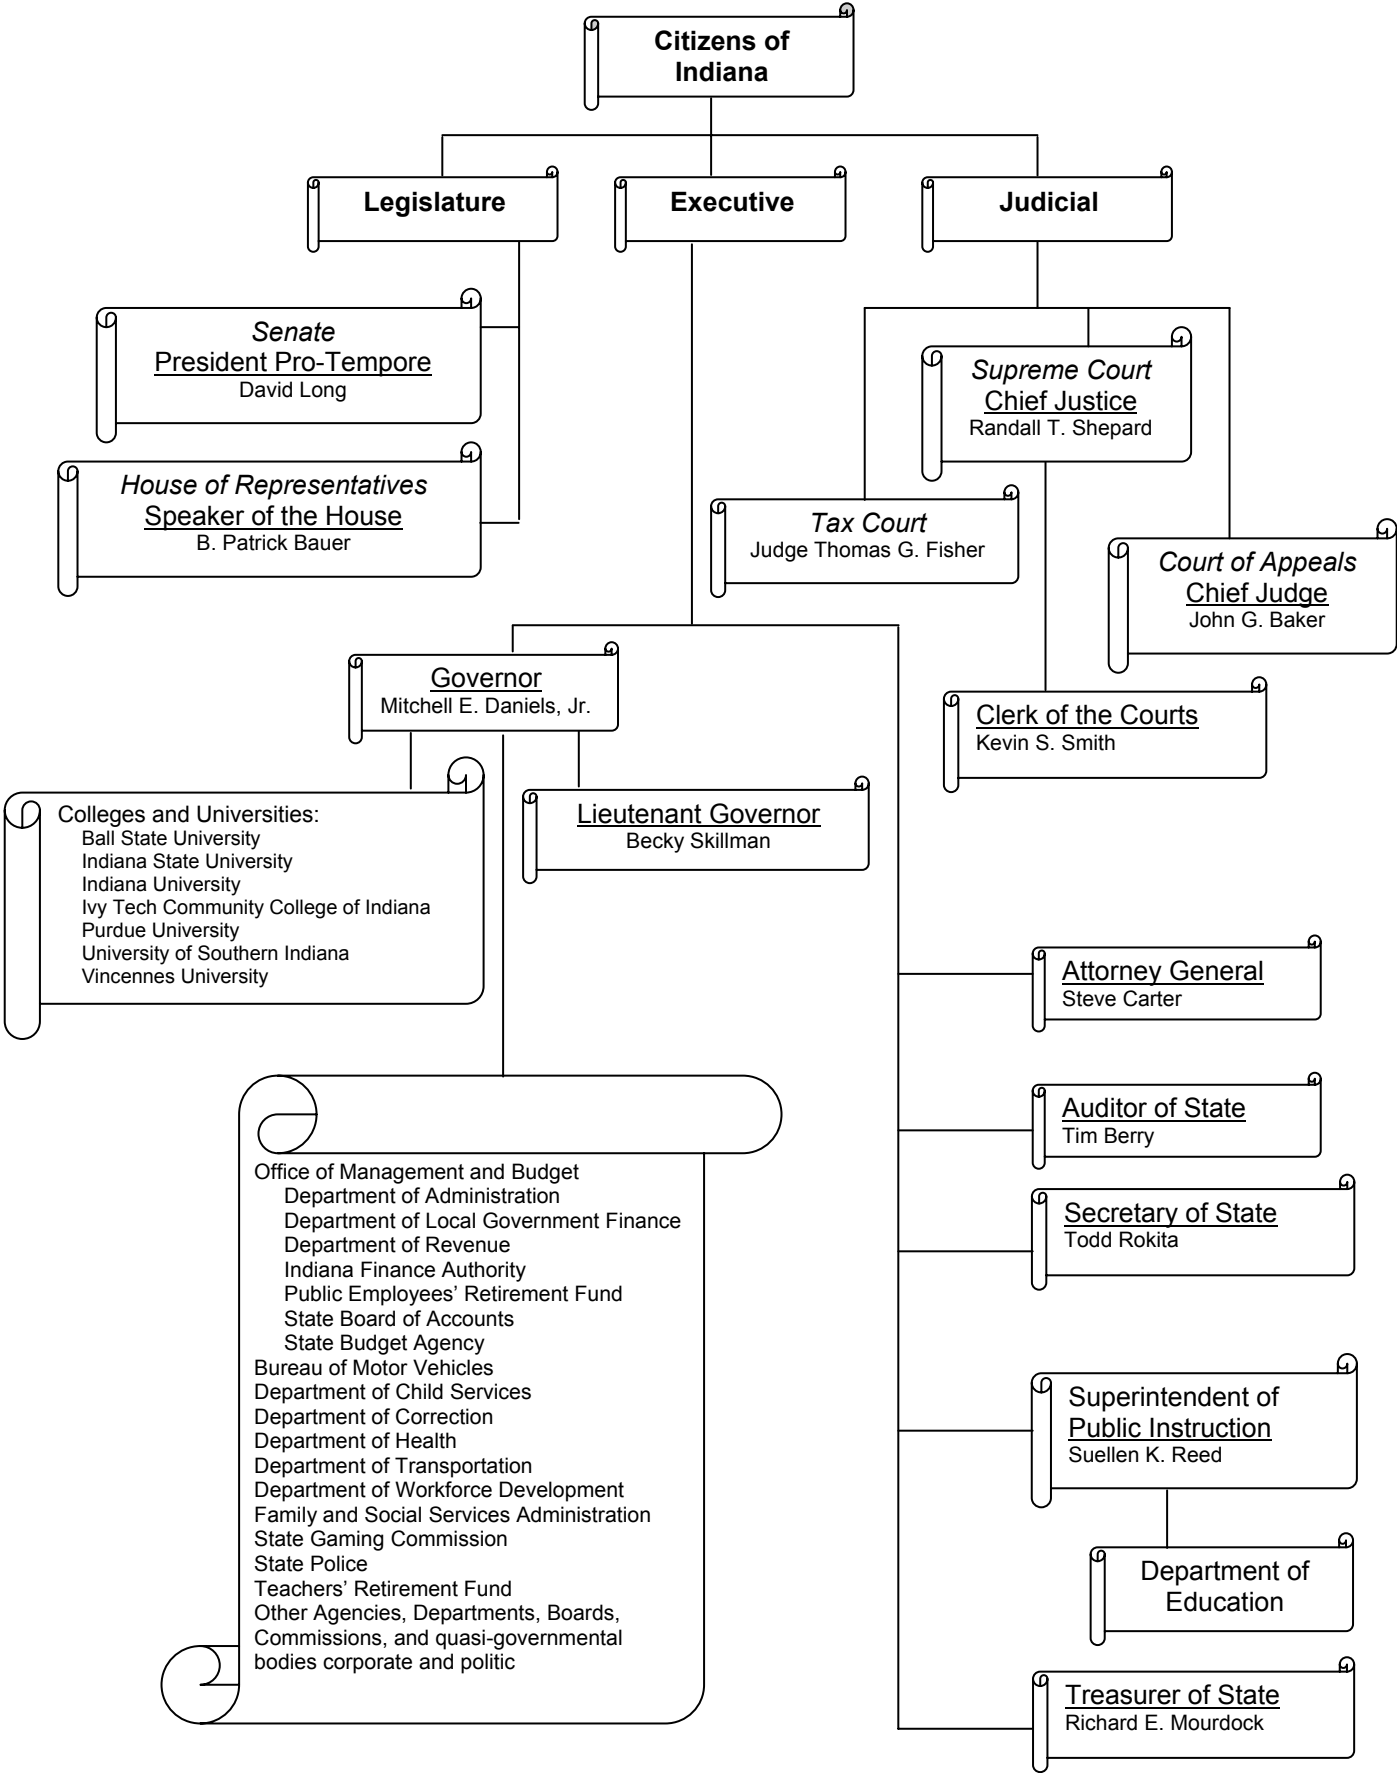 Citizens of
Indiana
Legislature
Executive
Judicial
Senate
President Pro-Tempore
David Long
House of Representatives
Speaker of the House
B. Patrick Bauer
Supreme Court
Chief Justice
Randall T. Shepard
Tax Court
Judge Thomas G. Fisher
Court of Appeals
Chief Judge
John G. Baker
Clerk of the Courts
Kevin S. Smith
Governor
Mitchell E. Daniels, Jr.
Colleges and Universities:
Ball State University
Indiana State University
Indiana University
Ivy Tech Community College of Indiana
Purdue University
University of Southern Indiana
Vincennes University
Lieutenant Governor
Becky Skillman
Office of Management and Budget
Department of Administration
Department of Local Government Finance
Department of Revenue
Indiana Finance Authority
Public Employees’ Retirement Fund
State Board of Accounts
State Budget Agency
Bureau of Motor Vehicles
Department of Child Services
Department of Correction
Department of Health
Department of Transportation
Department of Workforce Development
Family and Social Services Administration
State Gaming Commission
State Police
Teachers’ Retirement Fund
Other Agencies, Departments, Boards,
Commissions, and quasi-governmental
bodies corporate and politic
Attorney General
Steve Carter
Auditor of State
Tim Berry
Secretary of State
Todd Rokita
Superintendent of
Public Instruction
Suellen K. Reed
Department of
Education
Treasurer of State
Richard E. Mourdock